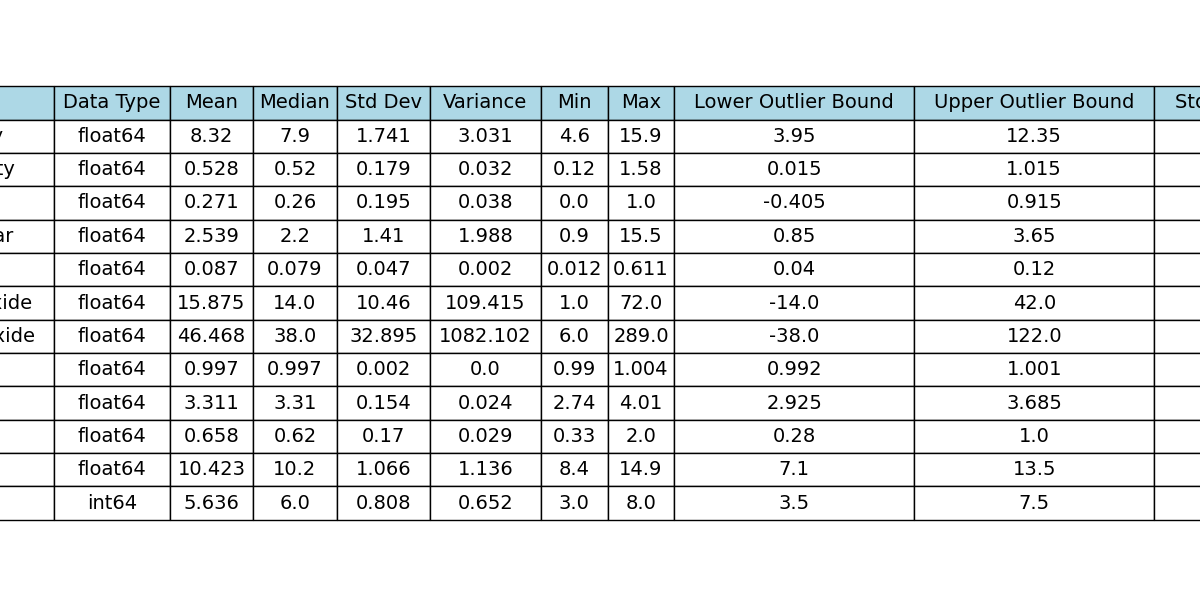 Data Type Mean Median Std Dev Variance Min Max Lower Outlier Bound Upper Outlier Bound
float64 8.32 7.9 1.741 3.031 4.6 15.9 3.95 12.35
float64 0.528 0.52 0.179 0.032 0.12 1.58 0.015 1.015
float64 0.271 0.26 0.195 0.038 0.0 1.0 -0.405 0.915
float64 2.539 2.2 1.41 1.988 0.9 15.5 0.85 3.65
float64 0.087 0.079 0.047 0.002 0.012 0.611 0.04 0.12
float64 15.875 14.0 10.46 109.415 1.0 72.0 -14.0 42.0
float64 46.468 38.0 32.895 1082.102 6.0 289.0 -38.0 122.0
float64 0.997 0.997 0.002 0.0 0.99 1.004 0.992 1.001
float64 3.311 3.31 0.154 0.024 2.74 4.01 2.925 3.685
float64 0.658 0.62 0.17 0.029 0.33 2.0 0.28 1.0
float64 10.423 10.2 1.066 1.136 8.4 14.9 7.1 13.5
int64 5.636 6.0 0.808 0.652 3.0 8.0 3.5 7.5